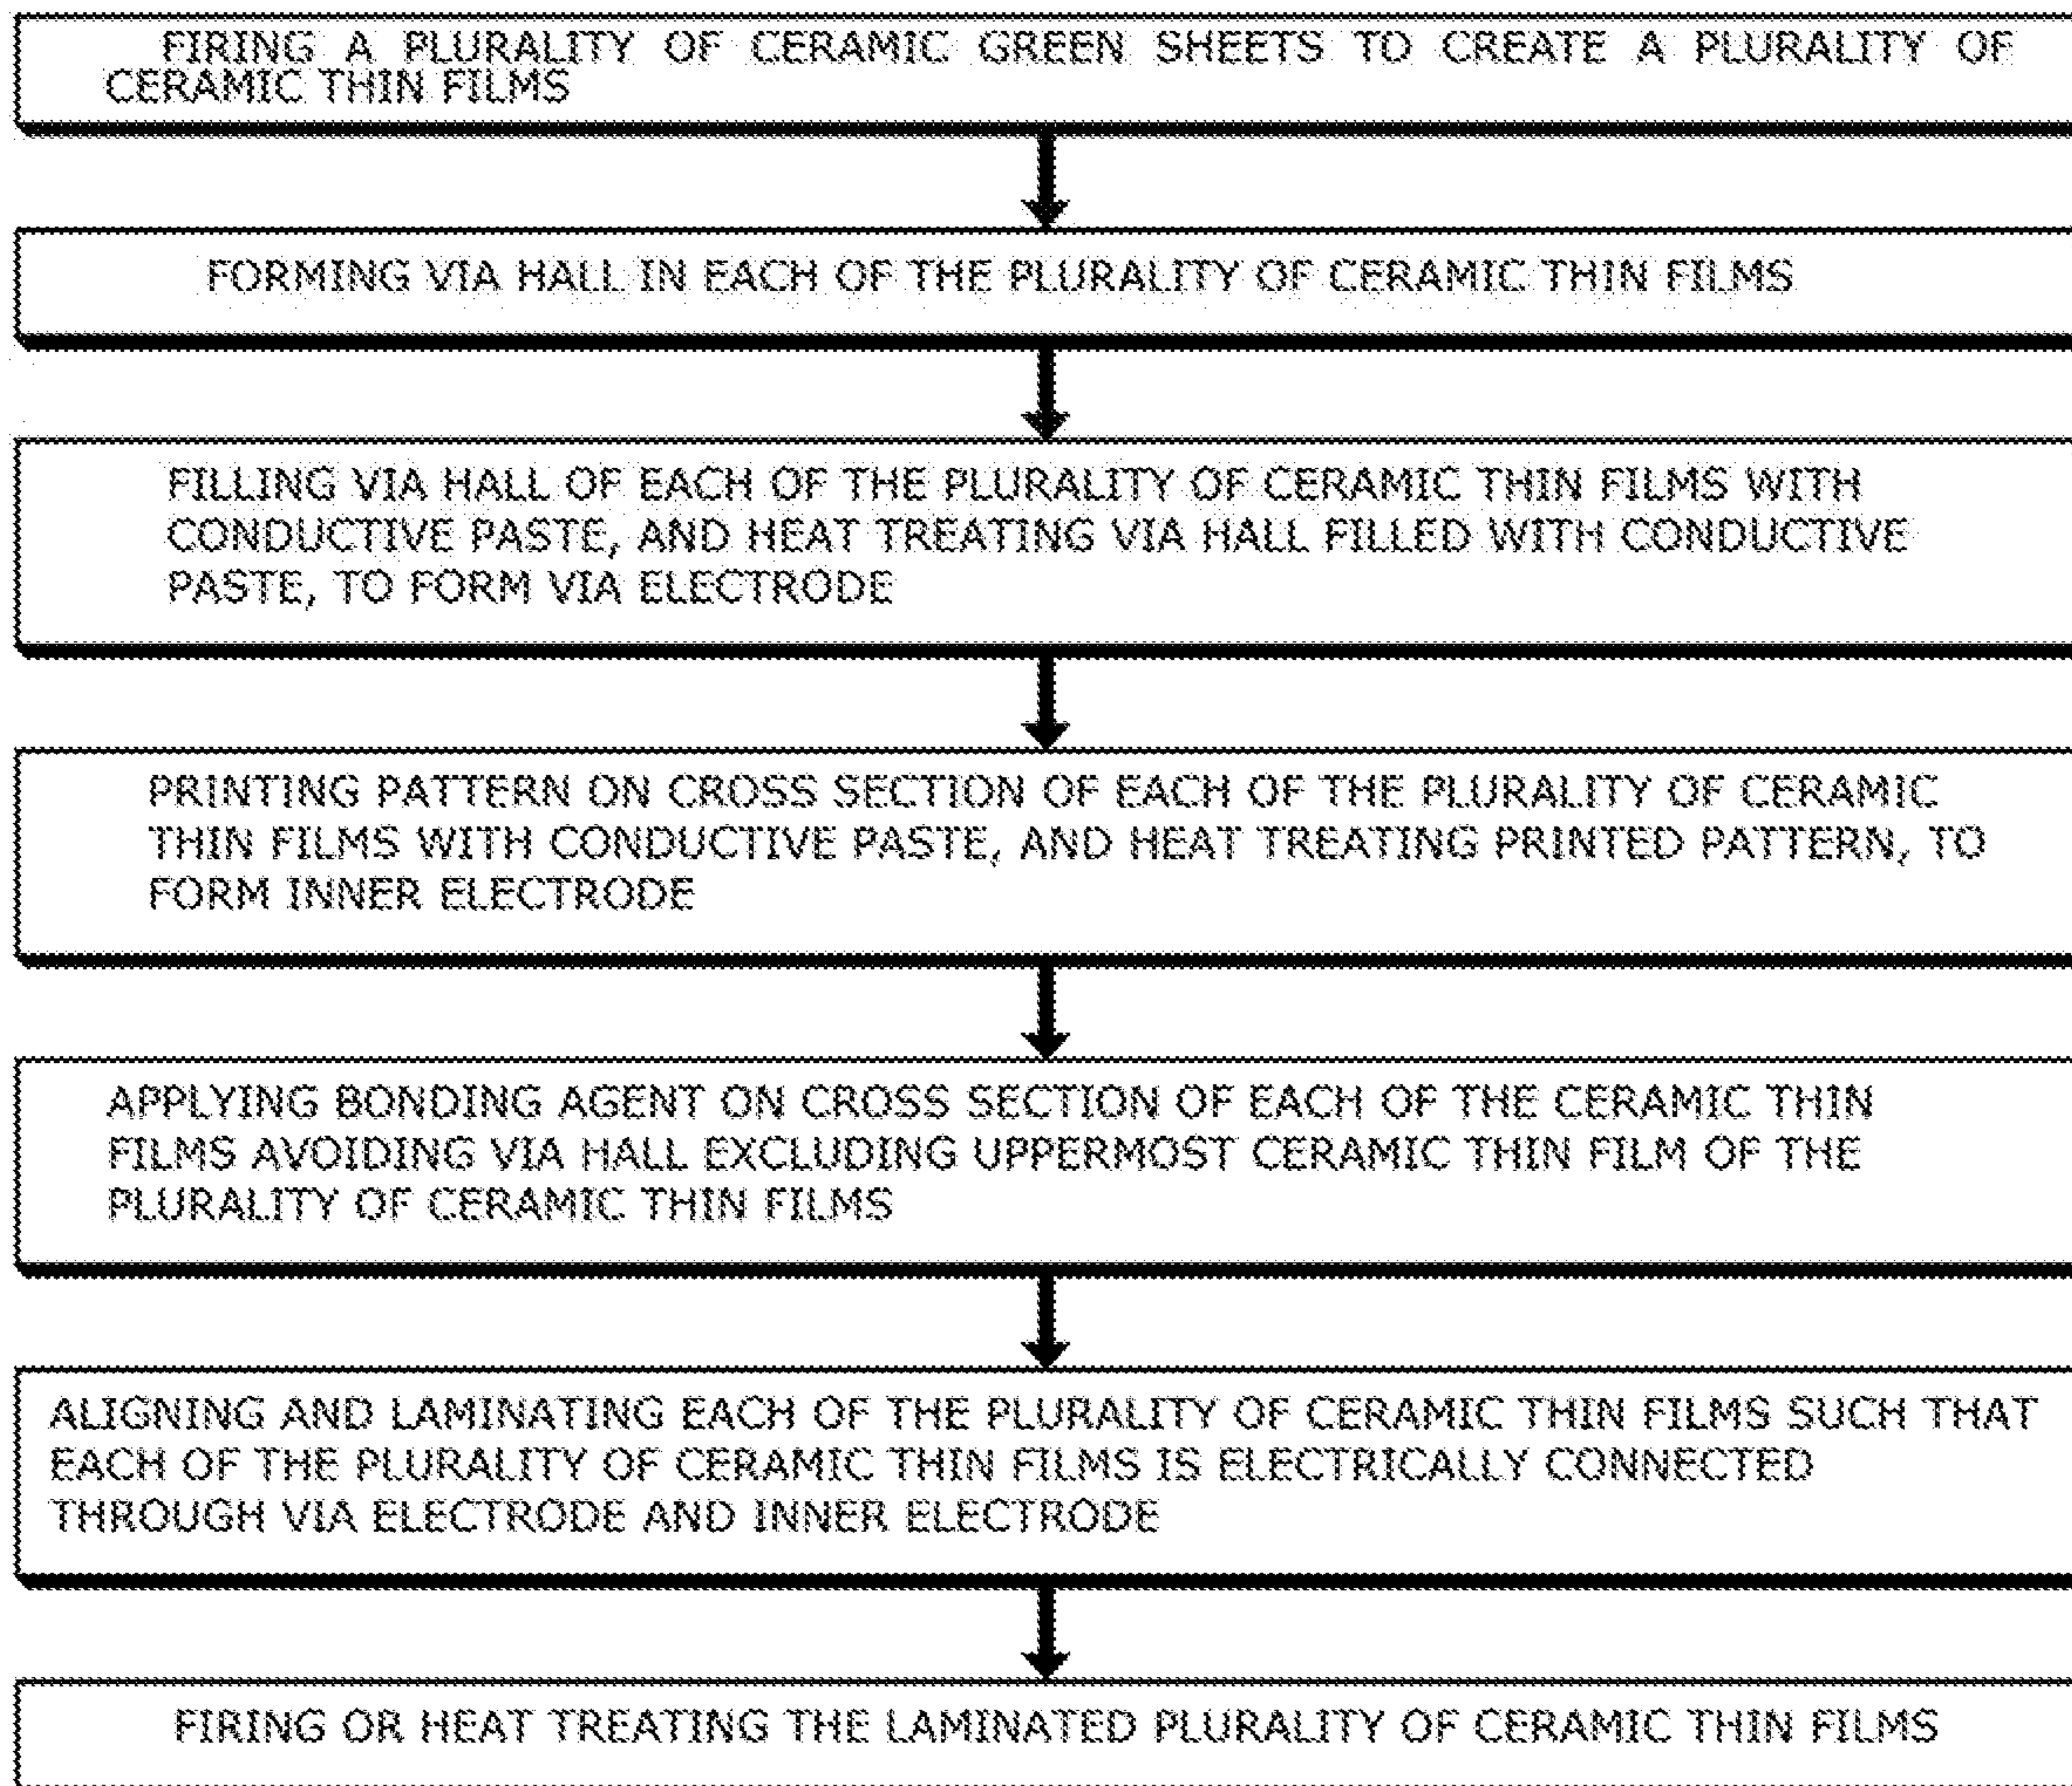 FIRING A PLURALITY OF CERAMIC GREEN SHEETS TO CREATE A PLURALITY OF
CERAMIC THIN FILMS
FORMING VIA HALL IN EACH OF THE PLURALITY OF CERAMIC THIN FILMS
FILLING VIA HALL OF EACH OF THE PLURALITY OF CERAMIC THIN FILMS WITH
CONDUCTIVE PASTE, AND HEAT TREATING VIA HALL FILLED WITH CONDUCTIVE
PASTE, TO FORM VIA ELECTRODE
PRINTING PATTERN ON CROSS SECTION OF EACH OF THE PLURALITY OF CERAMIC
THIN FILMS WITH CONDUCTIVE PASTE, AND HEAT TREATING PRINTED PATTERN, TO
FORM INNER ELECTRODE
APPLYING BONDING AGENT ON CROSS SECTION OF EACH OF THE CERAMIC THIN
FILMS AVOIDING VIA HALL EXCLUDING UPPERMOST CERAMIC THIN FILM OF THE
PLURALITY OF CERAMIC THIN FILMS
ALIGNING AND LAMINATING EACH OF THE PLURALITY OF CERAMIC THIN FILMS SUCH THAT
EACH OF THE PLURALITY OF CERAMIC THIN FILMS IS ELECTRICALLY CONNECTED
THROUGH VIA ELECTRODE AND INNER ELECTRODE
FIRING OR HEAT TREATING THE LAMINATED PLURALITY OF CERAMIC THIN FILMS